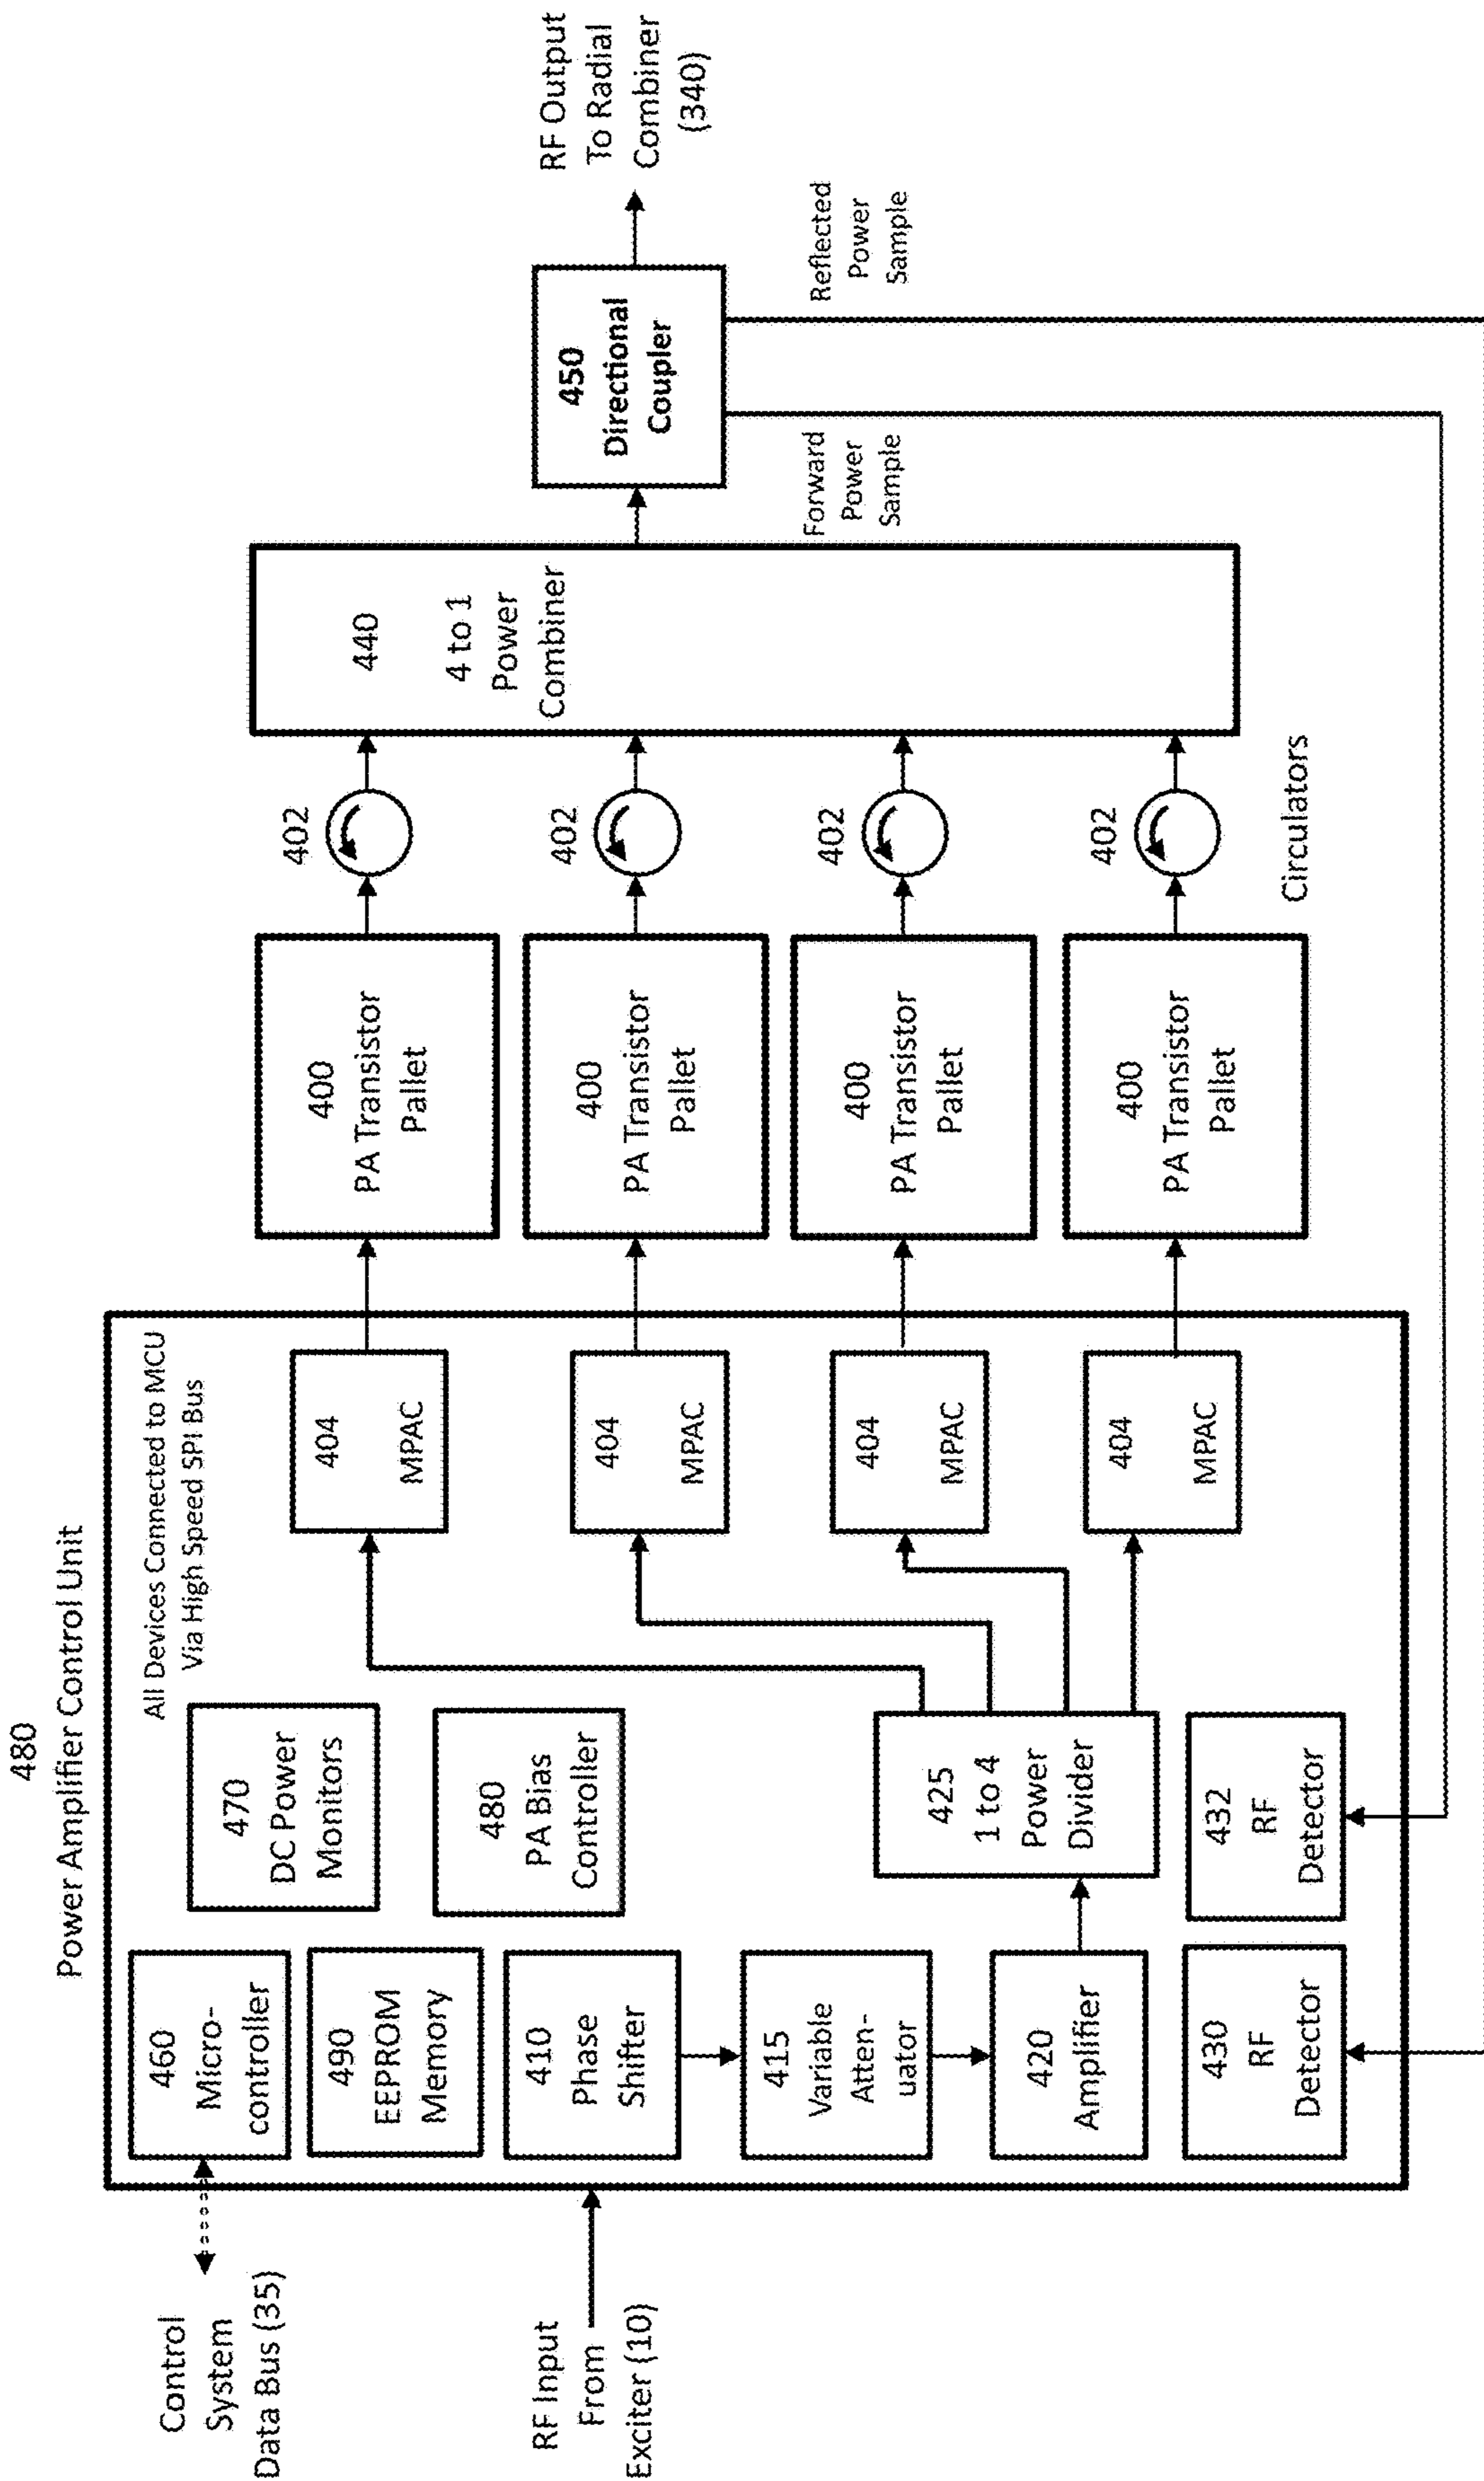 480
Power Amplifier Control Unit
Control
System
Data Bus (35)
RF Input
From
Exciter (10)
460
Micro-
controller
490
EEPROM
Memory
410
Phase
Shifter
415
Variable
Atten-
uator
420
Amplifier
430
RF
Detector
470
DC Power
Monitors
480
PA Bias
Controller
425
1 to 4
Power
Divider
432
RF
Detector
All Devices Connected to MCU
Via High Speed SPI Bus
404
MPAC
404
MPAC
404
MPAC
404
MPAC
400
PA Transistor
Pallet
400
PA Transistor
Pallet
400
PA Transistor
Pallet
400
PA Transistor
Pallet
402
402
402
402
Circulators
440
4 to 1
Power
Combiner
450
Directional
Coupler
Forward
Power
Sample
Reflected
Power
Sample
RF Output
To Radial
Combiner
(340)